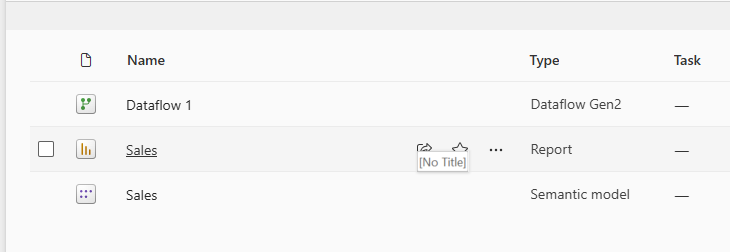 Name Type Task
Dataflow 1 Dataflow Gen2 —
Sales Report —
[No Title]
Sales Semantic model —